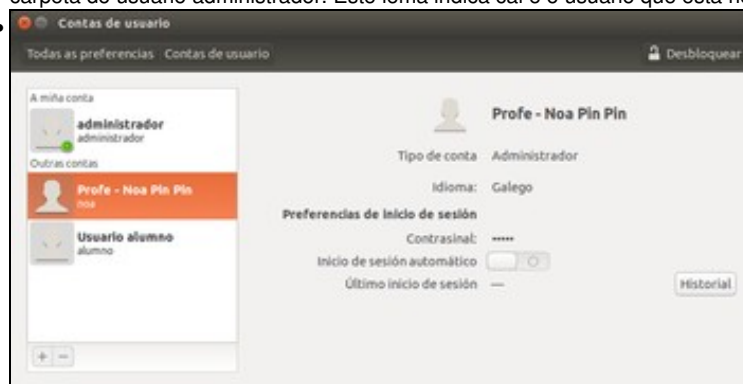 carpeta do usuario administrador. Este icona indica cal é o usuario que está
Contas de usuario
Todas as preferencias Contas de usuario
Desbloquear
A miña conta
administrador
administrador
Outras contas
Profe - Noa Pin Pin
noa
Usuario alumno
alumno
Profe - Noa Pin Pin
Tipo de conta Administrador
Idioma: Galego
Preferencias de inicio de sesión
Contrasinal: •••••
Inicio de sesión automático
Último inicio de sesión —
Historial
+ −